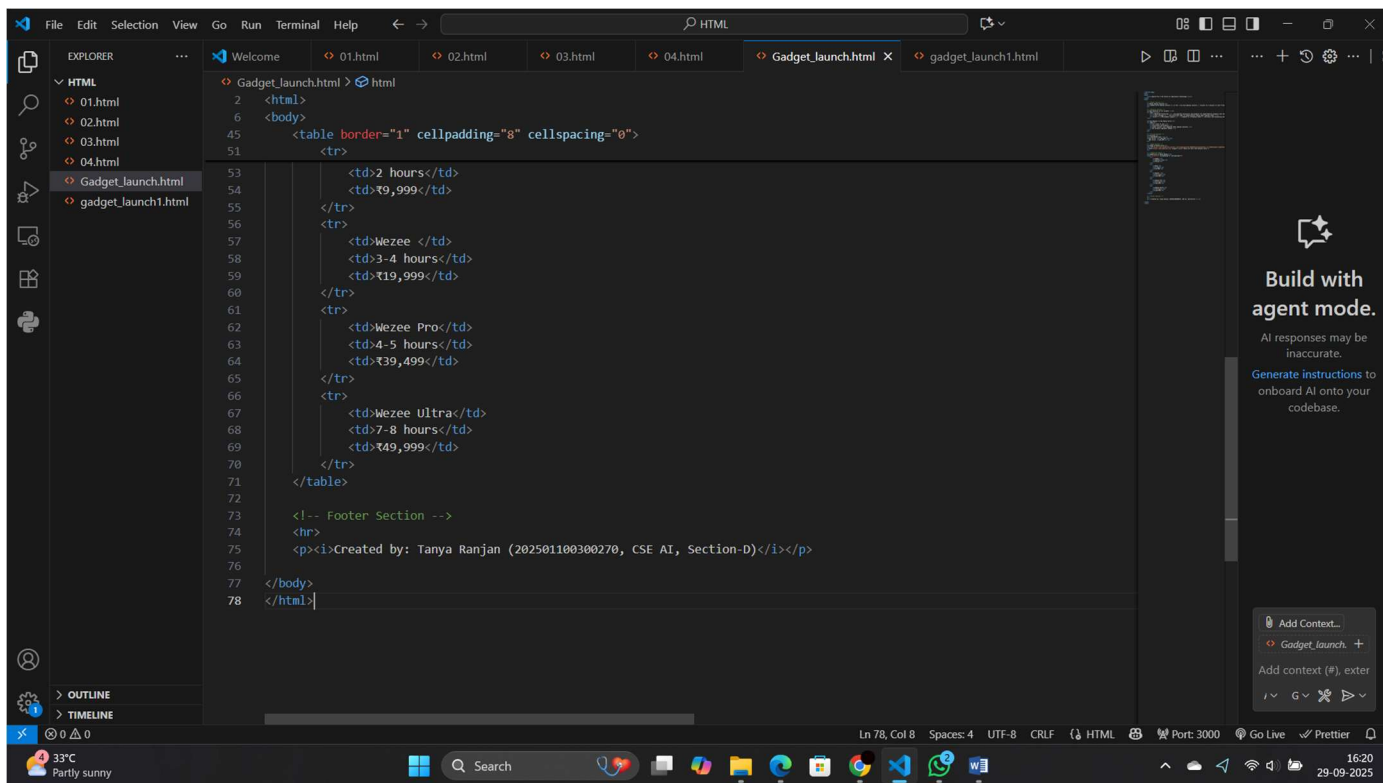 File Edit Selection View Go Run Terminal Help
HTML
EXPLORER
HTML
01.html
02.html
03.html
04.html
Gadget_launch.html
gadget_launch1.html
OUTLINE
TIMELINE
Welcome 01.html 02.html 03.html 04.html Gadget_launch.html gadget_launch1.html
Gadget_launch.html > html
2 <html>
6 <body>
45 <table border="1" cellpadding="8" cellspacing="0">
51 <tr>
53 <td>2 hours</td>
54 <td>₹9,999</td>
55 </tr>
56 <tr>
57 <td>Wezee </td>
58 <td>3-4 hours</td>
59 <td>₹19,999</td>
60 </tr>
61 <tr>
62 <td>Wezee Pro</td>
63 <td>4-5 hours</td>
64 <td>₹39,499</td>
65 </tr>
66 <tr>
67 <td>Wezee Ultra</td>
68 <td>7-8 hours</td>
69 <td>₹49,999</td>
70 </tr>
71 </table>
72
73 <!-- Footer Section -->
74 <hr>
75 <p><i>Created by: Tanya Ranjan (202501100300270, CSE AI, Section-D)</i></p>
76
77 </body>
78 </html>
Build with
agent mode.
AI responses may be
inaccurate.
Generate instructions to
onboard AI onto your
codebase.
Add Context...
Gadget_launch.
Add context (#), exter
G
1
0 0 Ln 78, Col 8 Spaces: 4 UTF-8 CRLF HTML Port: 3000 Go Live Prettier
4
33°C
Partly sunny
Search
2
16:20
29-09-2025